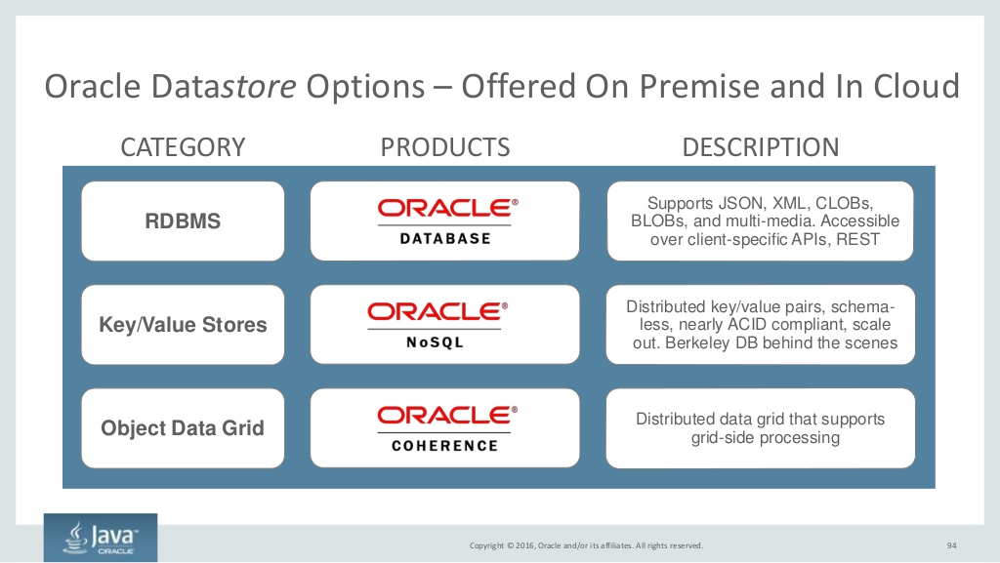 Oracle Datastore Options – Offered On Premise and In Cloud
CATEGORY
PRODUCTS
DESCRIPTION
RDBMS
ORACLE®
DATABASE
Supports JSON, XML, CLOBs,
BLOBs, and multi-media. Accessible
over client-specific APIs, REST
Key/Value Stores
ORACLE®
NoSQL
Distributed key/value pairs, schema-
less, nearly ACID compliant, scale
out. Berkeley DB behind the scenes
Object Data Grid
ORACLE®
COHERENCE
Distributed data grid that supports
grid-side processing
Java™
ORACLE
Copyright © 2016, Oracle and/or its affiliates. All rights reserved.
94